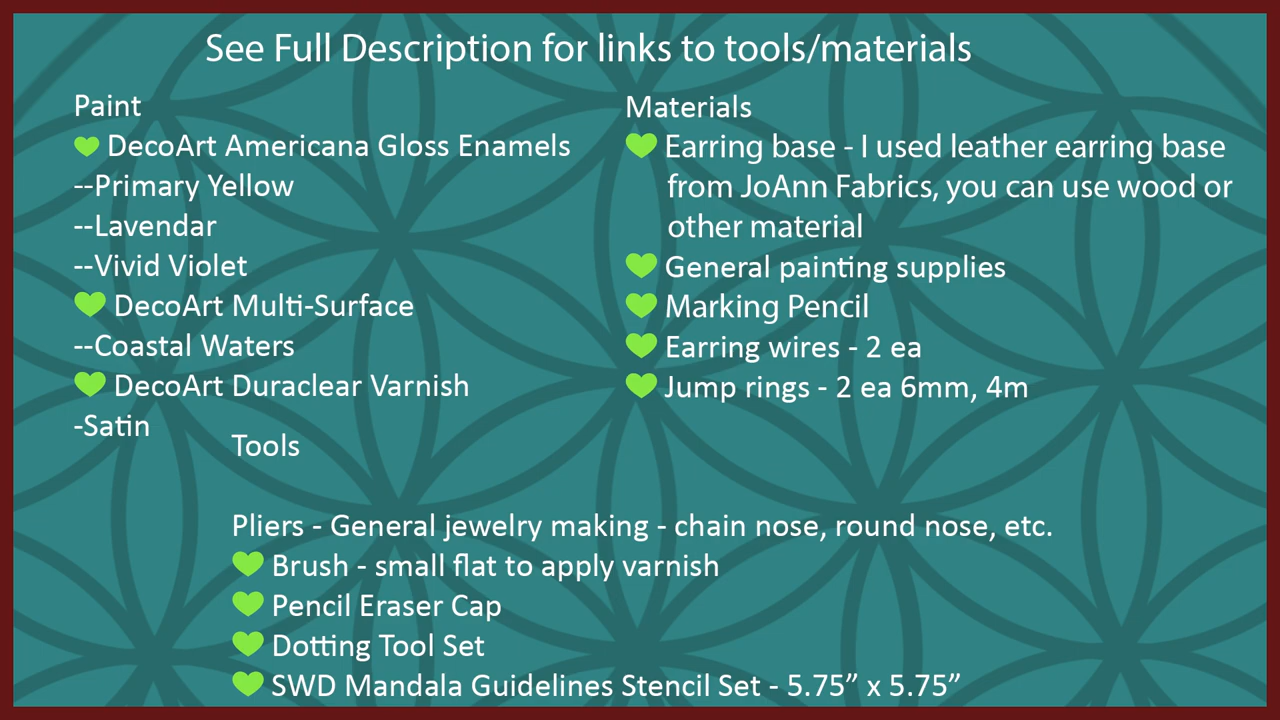 See Full Description for links to tools/materials
Paint
DecoArt Americana Gloss Enamels
--Primary Yellow
--Lavendar
--Vivid Violet
DecoArt Multi-Surface
--Coastal Waters
DecoArt Duraclear Varnish
-Satin
Materials
Earring base - I used leather earring base
from JoAnn Fabrics, you can use wood or
other material
General painting supplies
Marking Pencil
Earring wires - 2 ea
Jump rings - 2 ea 6mm, 4m
Tools
Pliers - General jewelry making - chain nose, round nose, etc.
Brush - small flat to apply varnish
Pencil Eraser Cap
Dotting Tool Set
SWD Mandala Guidelines Stencil Set - 5.75” x 5.75”